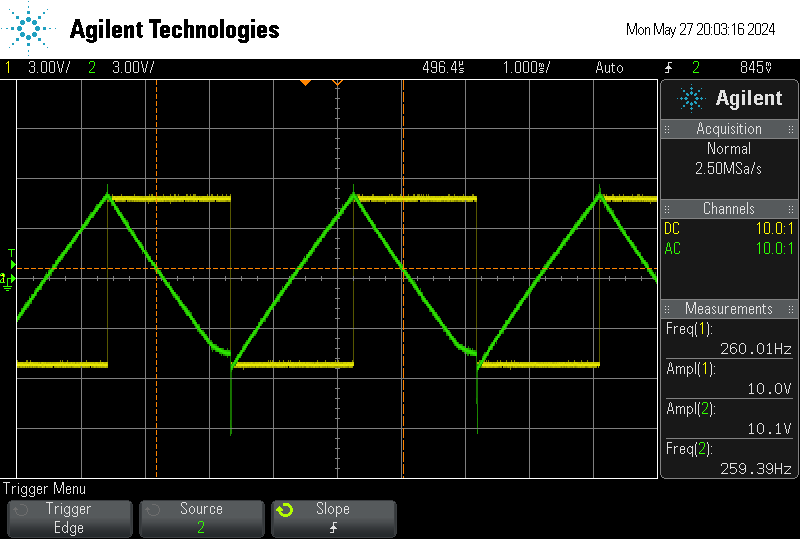 Agilent Technologies
Mon May 27 20:03:16 2024
1 3.00V/ 2 3.00V/ 496.4µs 1.000ms/ Auto 2 845mV
Agilent
Acquisition
Normal
2.50MSa/s
Channels
DC 10.0:1
AC 10.0:1
Measurements
Freq(1):
260.01Hz
Ampl(1):
10.0V
Ampl(2):
10.1V
Freq(2):
259.39Hz
T
2
Trigger Menu
Trigger
Edge
Source
2
Slope